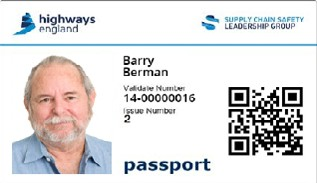 highways
england
SUPPLY CHAIN SAFETY
LEADERSHIP GROUP
Barry
Berman
Validate Number
14-00000016
Issue Number
2
passport